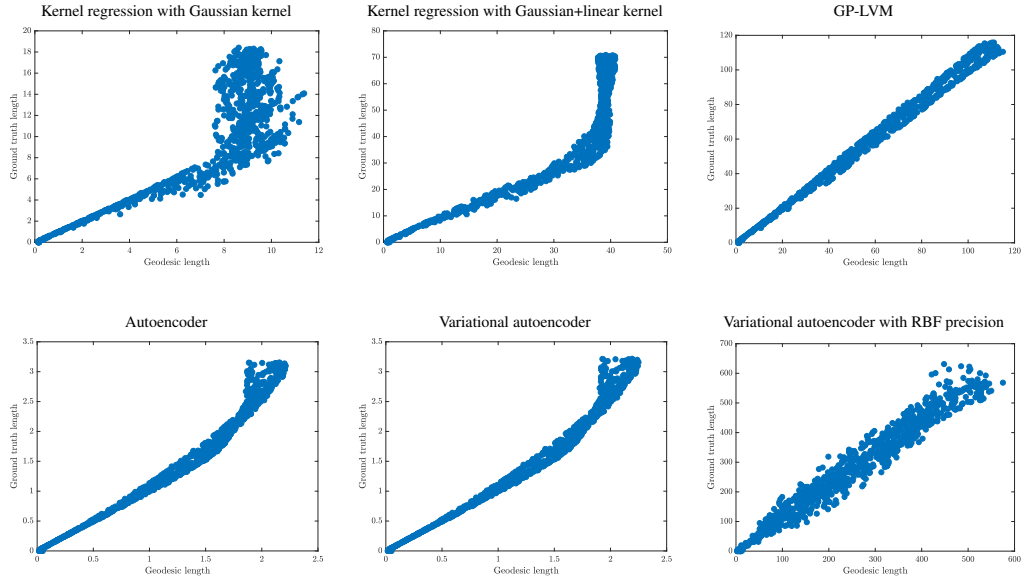 Kernel regression with Gaussian kernel
20
18
16
14
12
10
8
6
4
2
0
Ground truth length
0 2 4 6 8 10 12
Geodesic length
Kernel regression with Gaussian+linear kernel
80
70
60
50
40
30
20
10
0
Ground truth length
0 10 20 30 40 50
Geodesic length
GP-LVM
120
100
80
60
40
20
0
Ground truth length
0 20 40 60 80 100 120
Geodesic length
Autoencoder
3.5
3
2.5
2
1.5
1
0.5
0
Ground truth length
0 0.5 1 1.5 2 2.5
Geodesic length
Variational autoencoder
3.5
3
2.5
2
1.5
1
0.5
0
Ground truth length
0 0.5 1 1.5 2 2.5
Geodesic length
Variational autoencoder with RBF precision
700
600
500
400
300
200
100
0
Ground truth length
0 100 200 300 400 500 600
Geodesic length